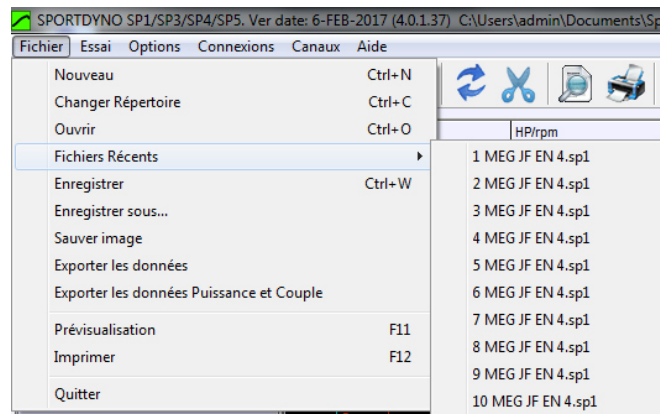 SPORTDYNO SP1/SP3/SP4/SP5. Ver date: 6-FEB-2017 (4.0.1.37) C:\Users\admin\Documents\Sp
Fichier Essai Options Connexions Canaux Aide
Nouveau Ctrl+N
Changer Répertoire Ctrl+C
Ouvrir Ctrl+O
HP/rpm
Fichiers Récents
Enregistrer Ctrl+W
Enregistrer sous...
Sauver image
Exporter les données
Exporter les données Puissance et Couple
Prévisualisation F11
Imprimer F12
Quitter
1 MEG JF EN 4.sp1
2 MEG JF EN 4.sp1
3 MEG JF EN 4.sp1
4 MEG JF EN 4.sp1
5 MEG JF EN 4.sp1
6 MEG JF EN 4.sp1
7 MEG JF EN 4.sp1
8 MEG JF EN 4.sp1
9 MEG JF EN 4.sp1
10 MEG JF EN 4.sp1